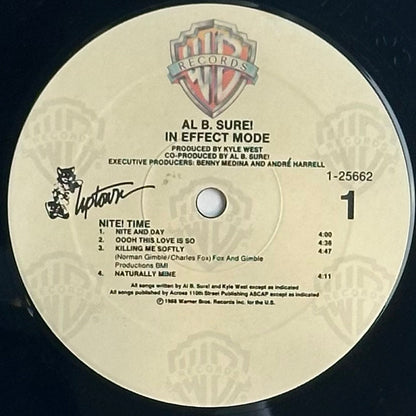 WB
RECORDS
AL B. SURE!
IN EFFECT MODE
PRODUCED BY KYLE WEST
CO-PRODUCED BY AL B. SURE!
EXECUTIVE PRODUCERS: BENNY MEDINA AND ANDRÉ HARRELL
1-25662
Uptown
1
NITE! TIME
1. NITE AND DAY 4:00
2. OOOH THIS LOVE IS SO 4:36
3. KILLING ME SOFTLY 4:47
(Norman Gimble/Charles Fox) Fox And Gimble
Productions BMI
4. NATURALLY MINE 4:11
All songs written by Al B. Sure! and Kyle West except as indicated
All songs published by Across 110th Street Publishing ASCAP except as indicated
℗ 1988 Warner Bros. Records Inc. for the U.S.